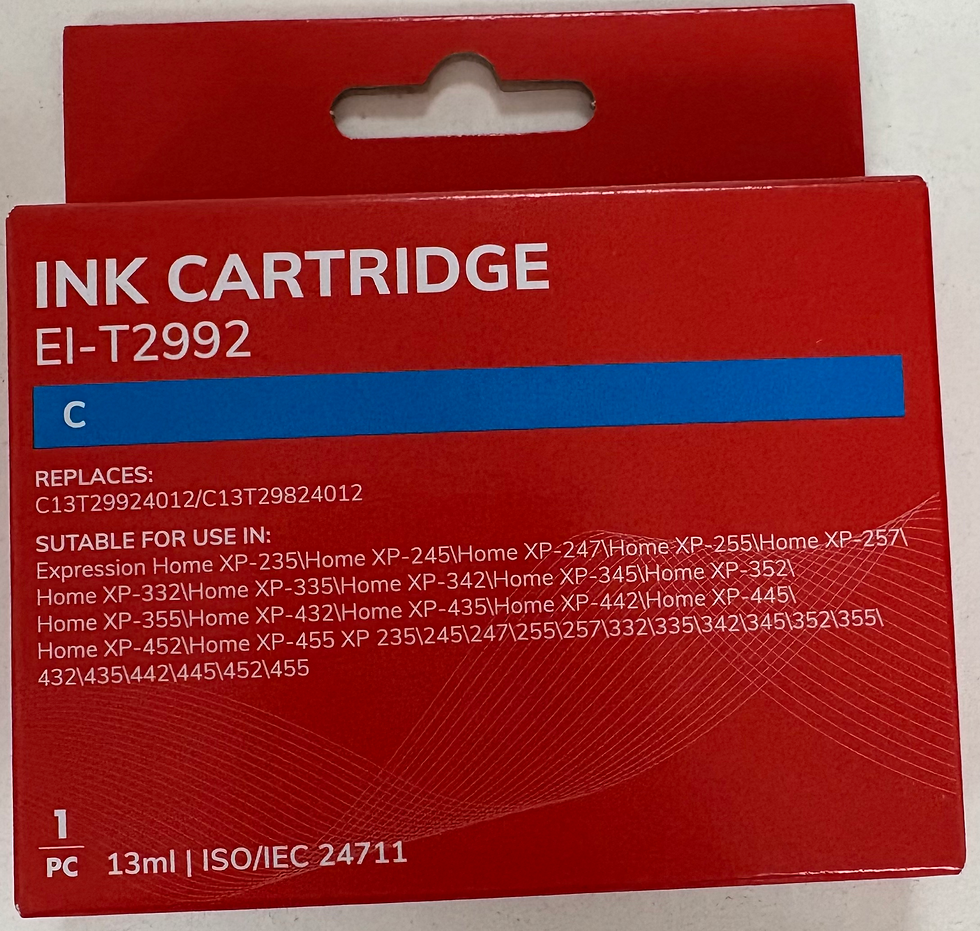 INK CARTRIDGE
EI-T2992
C
REPLACES:
C13T29924012/C13T29824012
SUITABLE FOR USE IN:
Expression Home XP-235\Home XP-245\Home XP-247\Home XP-255\Home XP-257\
Home XP-332\Home XP-335\Home XP-342\Home XP-345\Home XP-352\
Home XP-355\Home XP-432\Home XP-435\Home XP-442\Home XP-445\
Home XP-452\Home XP-455 XP 235\245\247\255\257\332\335\342\345\352\355\
432\435\442\445\452\455
1
PC
13ml | ISO/IEC 24711